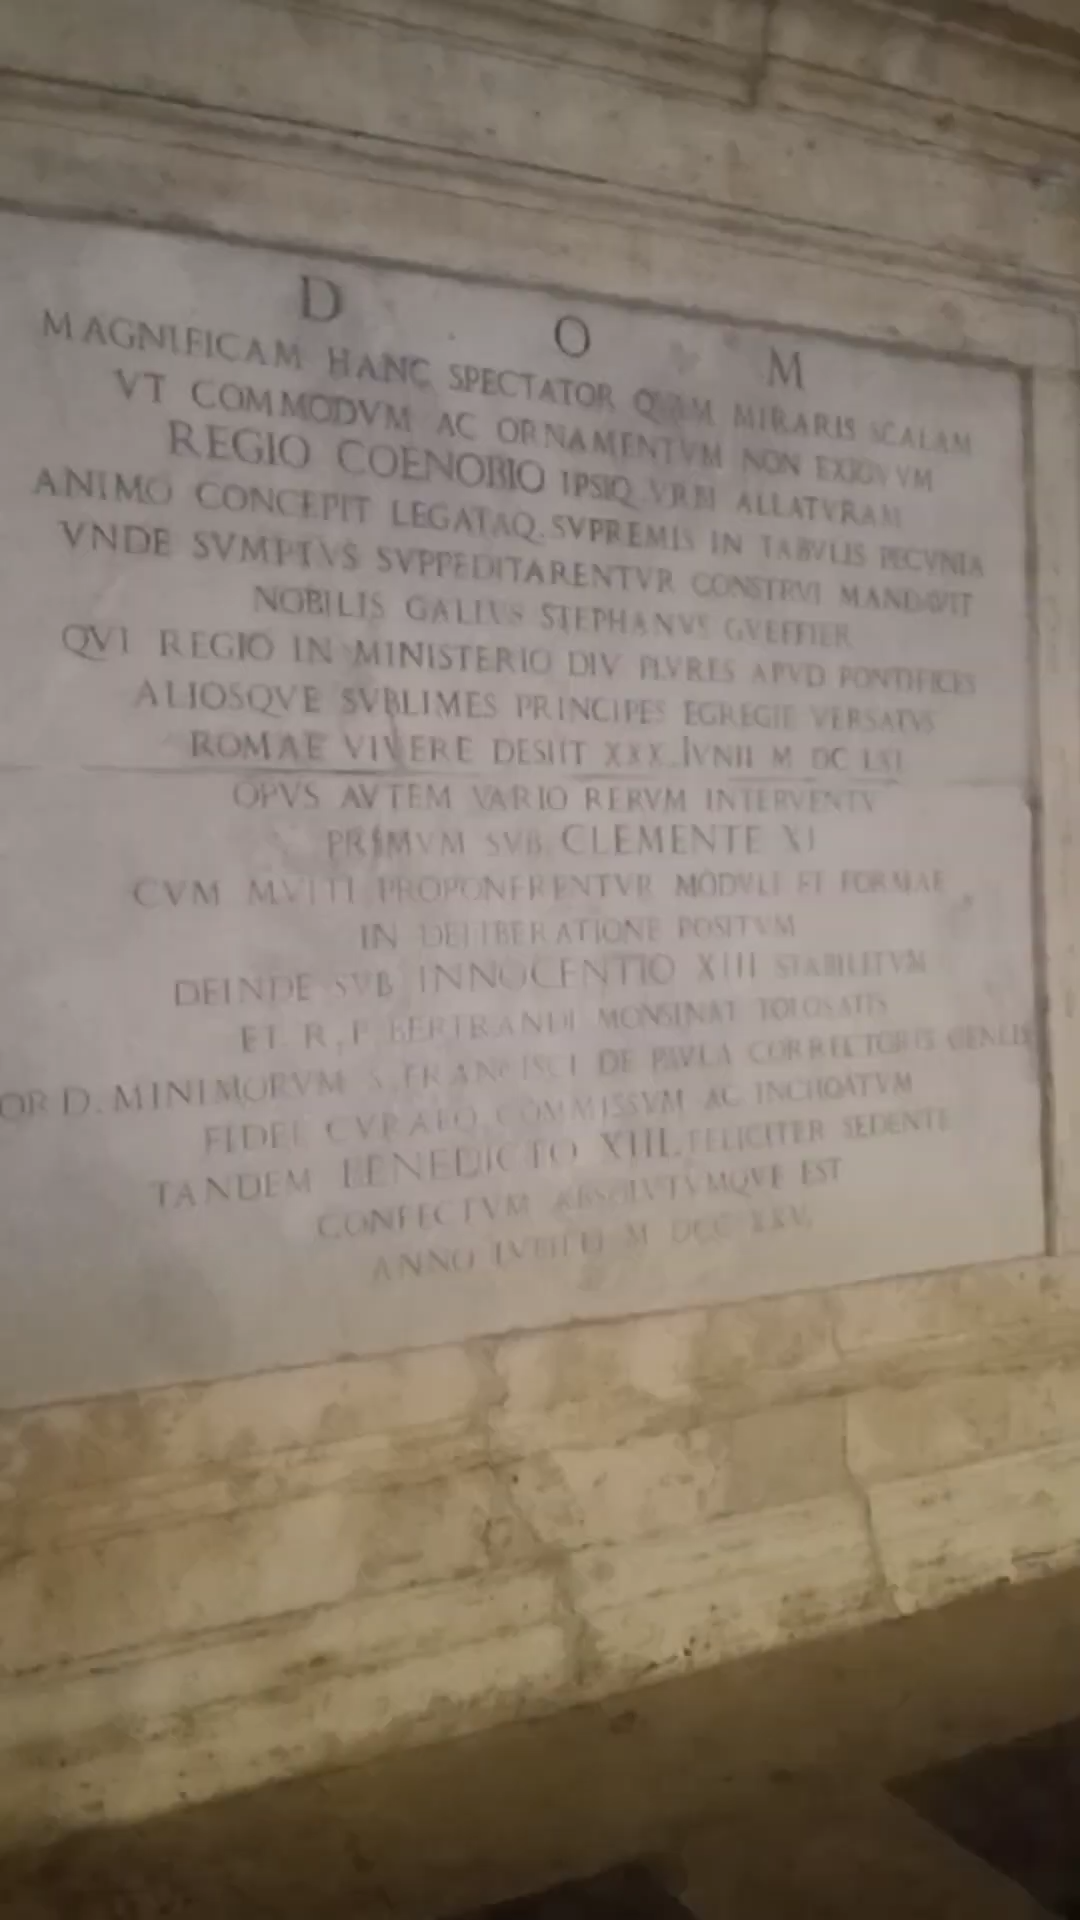 D O M
MAGNIFICAM HANC SPECTATOR QVAM MIRARIS SCALAM
VT COMMODVM AC ORNAMENTVM NON EXIGVVM
REGIO COENOBIO IPSIQ. VRBI ALLATVRAM
ANIMO CONCEPIT LEGATAQ. SVPREMIS IN TABVLIS PECVNIA
VNDE SVMPTVS SVPPEDITARENTVR CONSTRVI MANDAVIT
NOBILIS GALLVS STEPHANVS GVEFFIER
QVI REGIO IN MINISTERIO DIV PLVRES APVD PONTIFICES
ALIOSQVE SVBLIMES PRINCIPES EGREGIE VERSATVS
ROMAE VIVERE DESIIT XXX. IVNII M DC LXI
OPVS AVTEM VARIO RERVM INTERVENTV
PRIMVM SVB CLEMENTE XI
CVM MVLTI PROPONERENTVR MODVLI ET FORMAE
IN DELIBERATIONE POSITVM
DEINDE SVB INNOCENTIO XIII STABILITVM
ET R. P. BERTRANDI MONSINAT TOLOSATIS
ORD. MINIMORVM S. FRANCISCI DE PAVLA CORRECTORIS GENLIS
FIDEI CVRAEQ. COMMISSVM AC INCHOATVM
TANDEM BENEDICTO XIII. FELICITER SEDENTE
CONFECTVM ABSOLVTVMQVE EST
ANNO IVBILEI M DCC XXV.